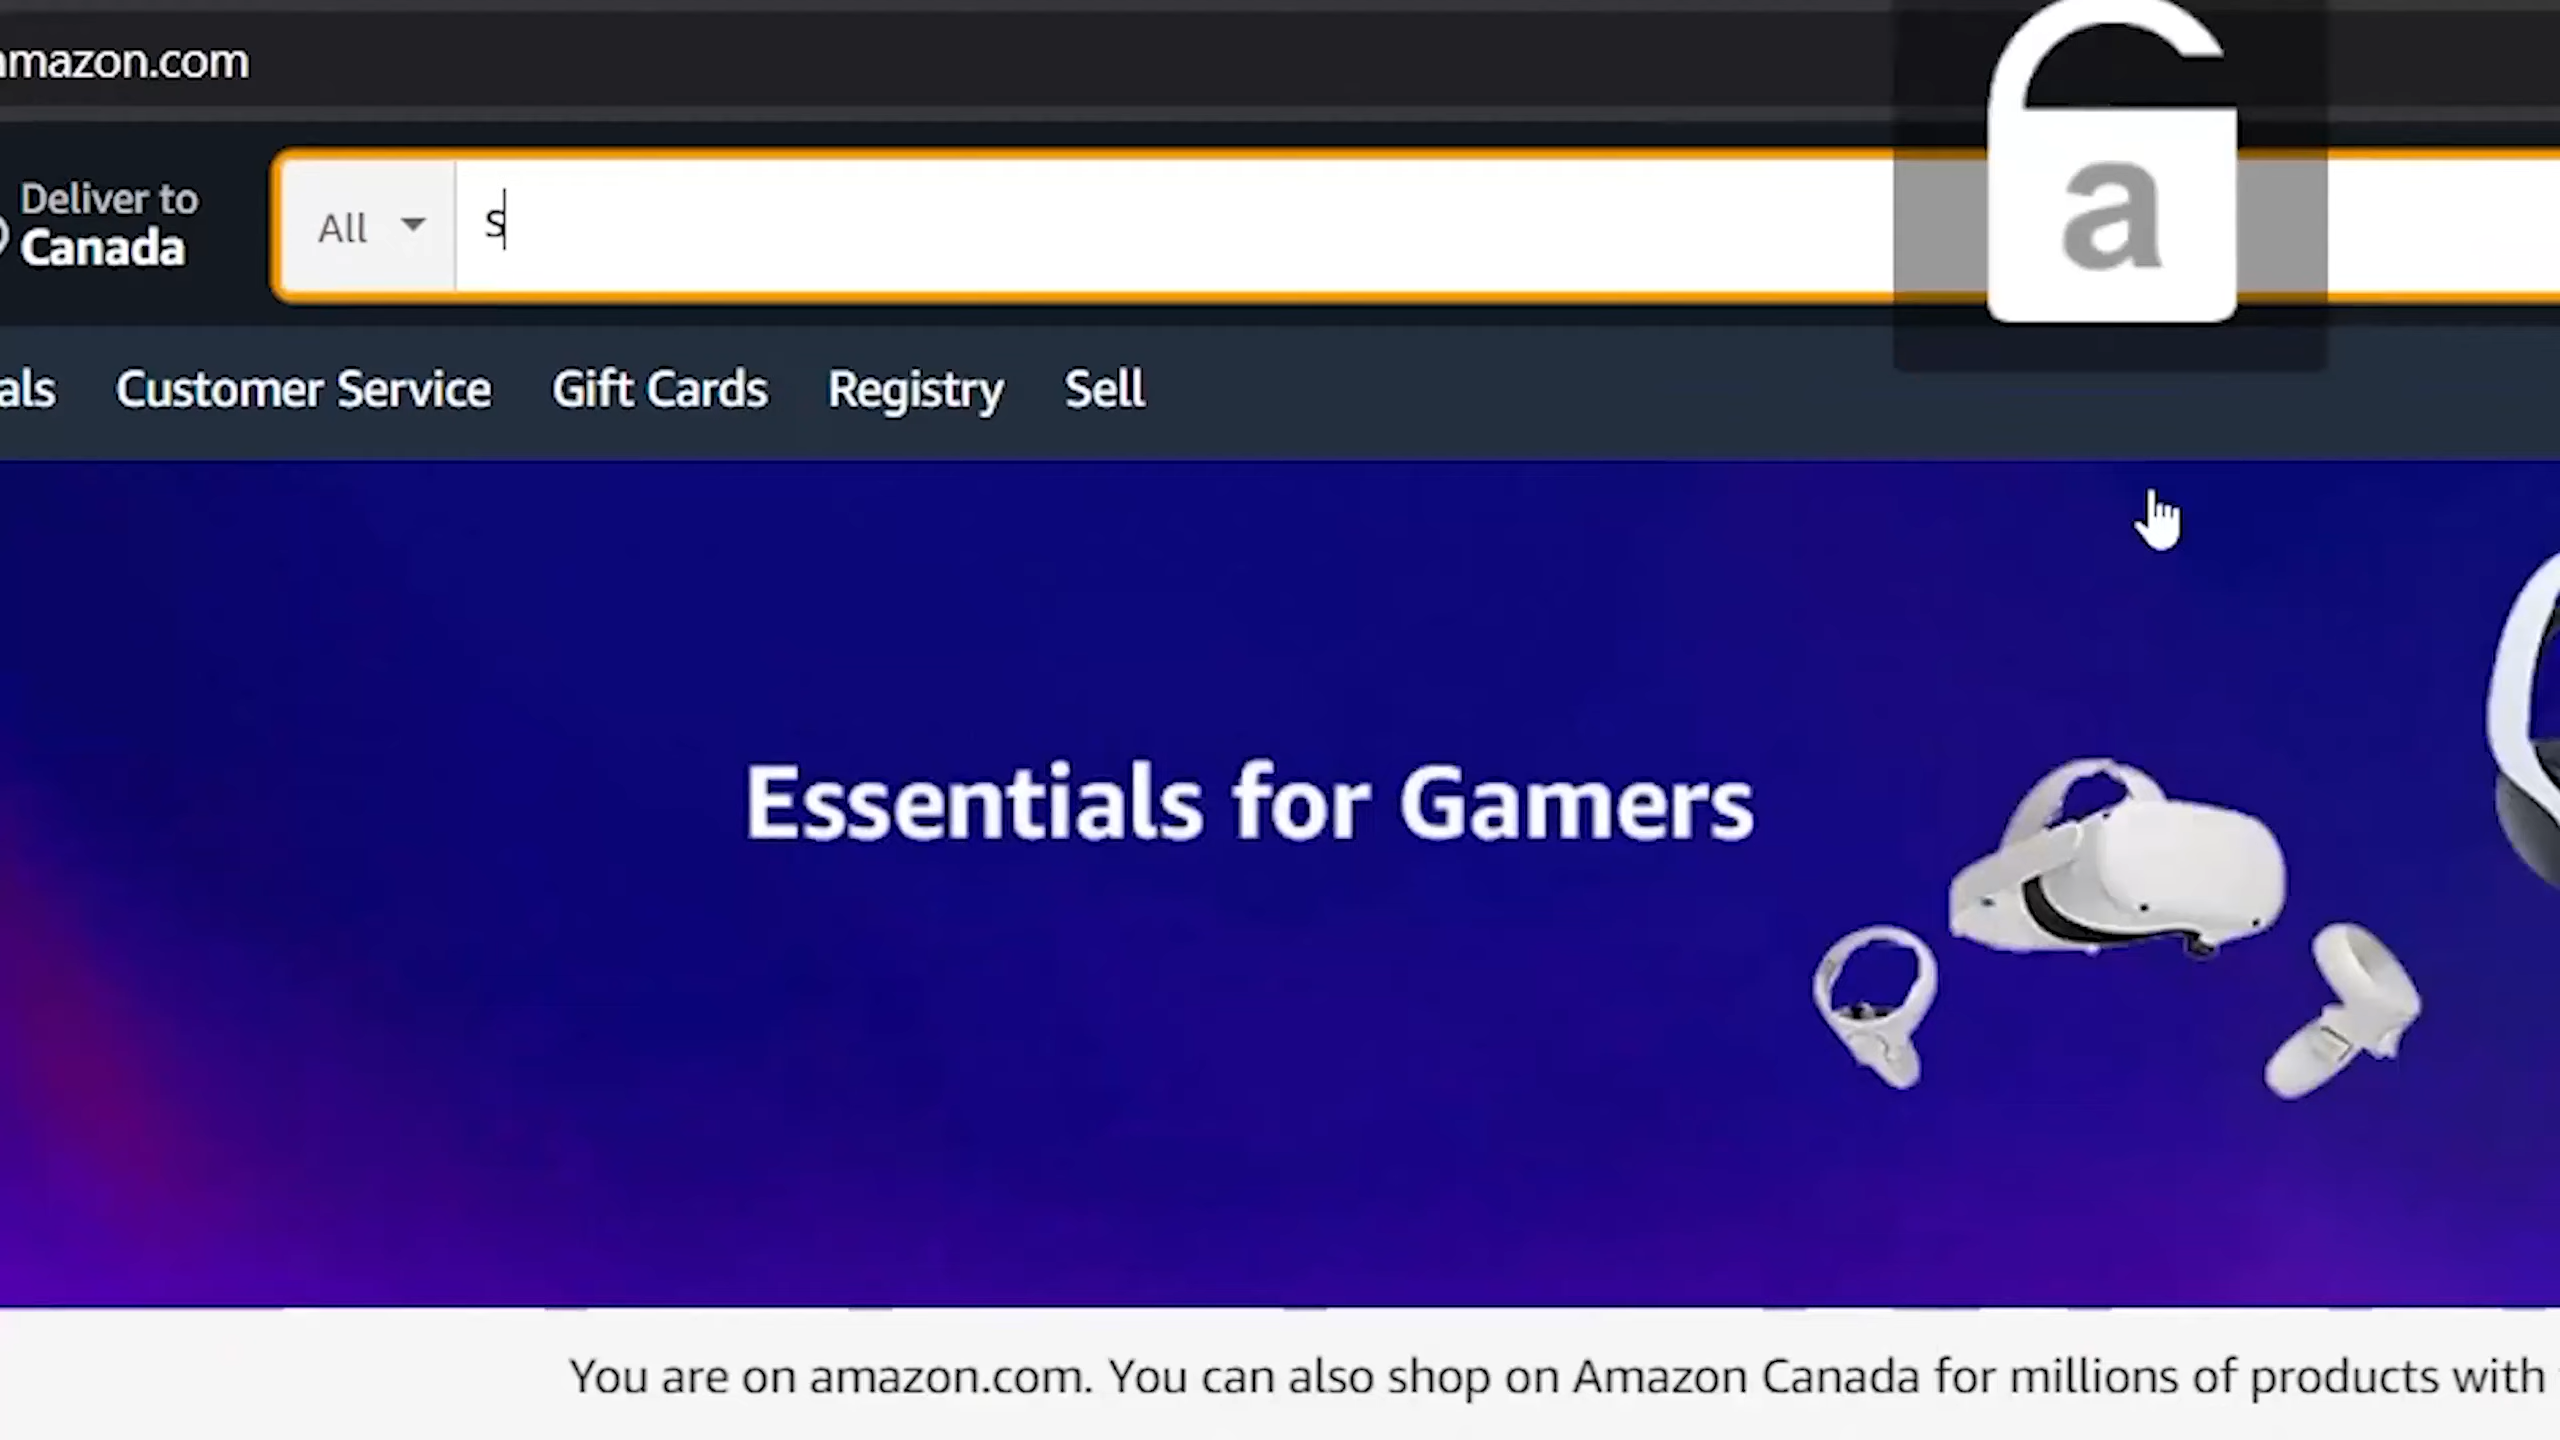 amazon.com
Deliver to
Canada
All
s
a
als
Customer Service
Gift Cards
Registry
Sell
Essentials for Gamers
You are on amazon.com. You can also shop on Amazon Canada for millions of products with